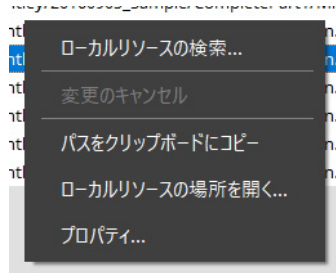 ローカルリソースの検索...
変更のキャンセル
パスをクリップボードにコピー
ローカルリソースの場所を開く...
プロパティ...